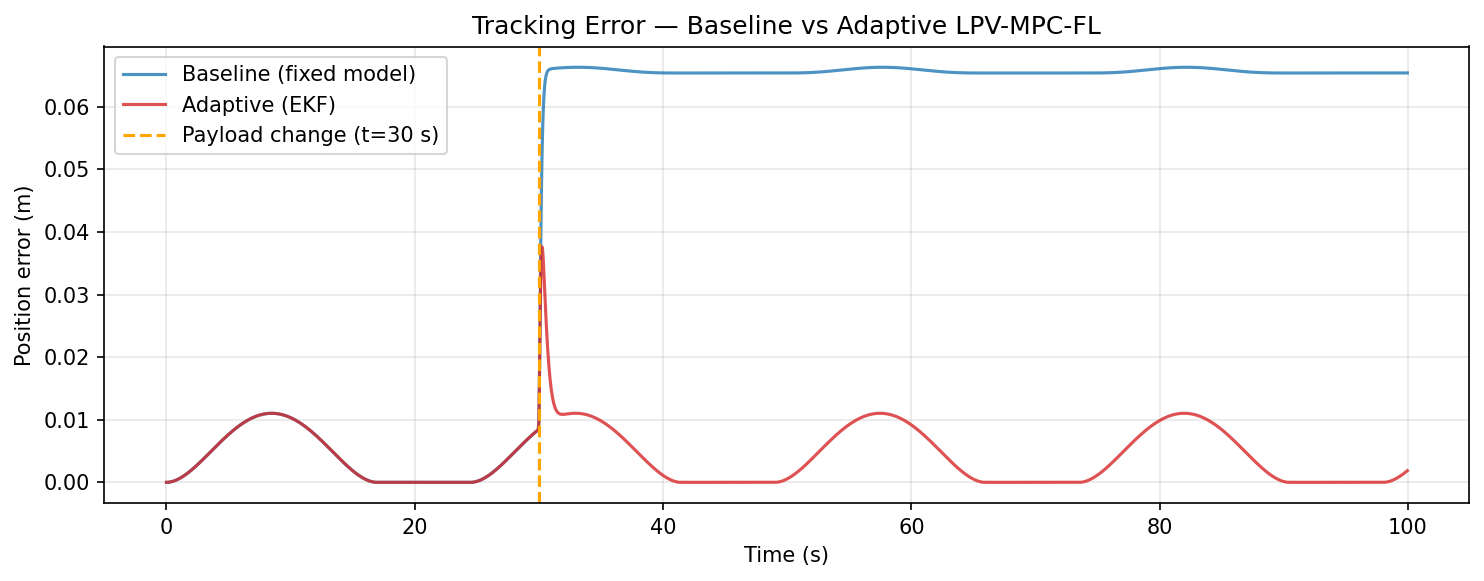 Tracking Error — Baseline vs Adaptive LPV-MPC-FL
Baseline (fixed model)
Adaptive (EKF)
Payload change (t=30 s)
Position error (m)
0.06
0.05
0.04
0.03
0.02
0.01
0.00
0 20 40 60 80 100
Time (s)